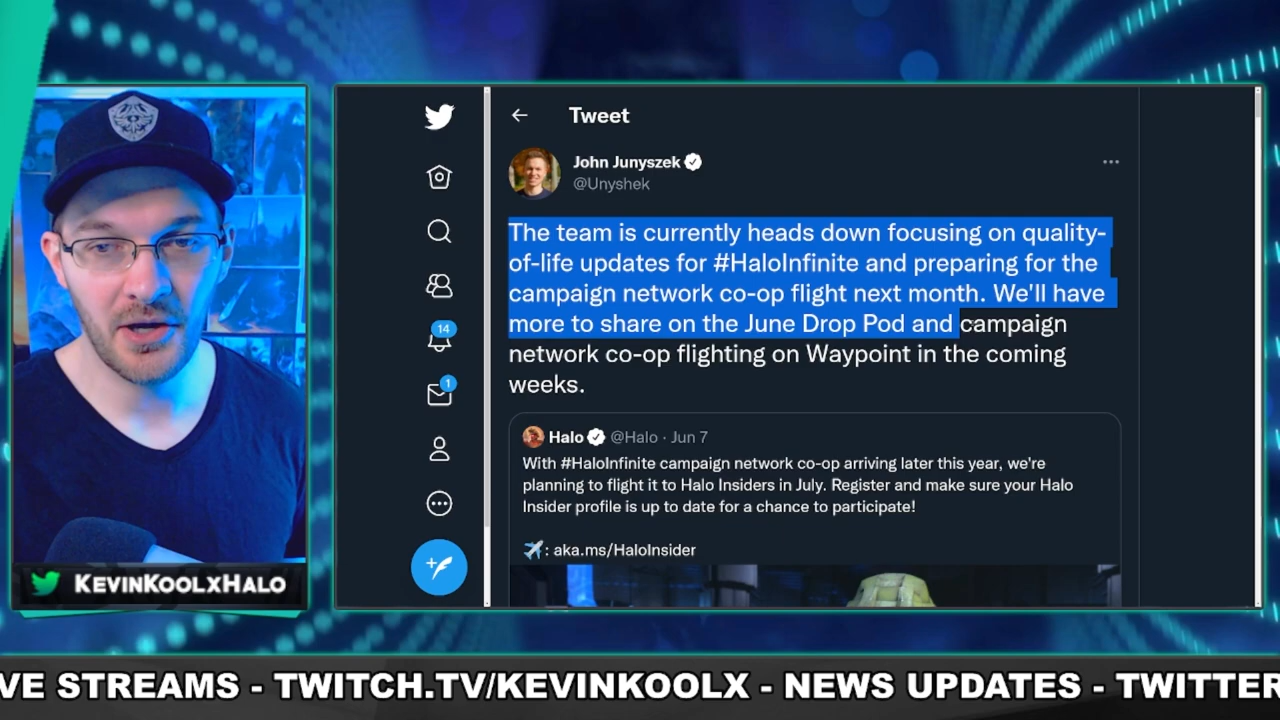 Tweet
John Junyszek
@Unyshek
The team is currently heads down focusing on quality-
of-life updates for #HaloInfinite and preparing for the
campaign network co-op flight next month. We'll have
more to share on the June Drop Pod and campaign
network co-op flighting on Waypoint in the coming
weeks.
14
1
Halo @Halo · Jun 7
With #HaloInfinite campaign network co-op arriving later this year, we're
planning to flight it to Halo Insiders in July. Register and make sure your Halo
Insider profile is up to date for a chance to participate!
✈️: aka.ms/HaloInsider
KEVINKOOLXHALO
VE STREAMS - TWITCH.TV/KEVINKOOLX - NEWS UPDATES - TWITTER